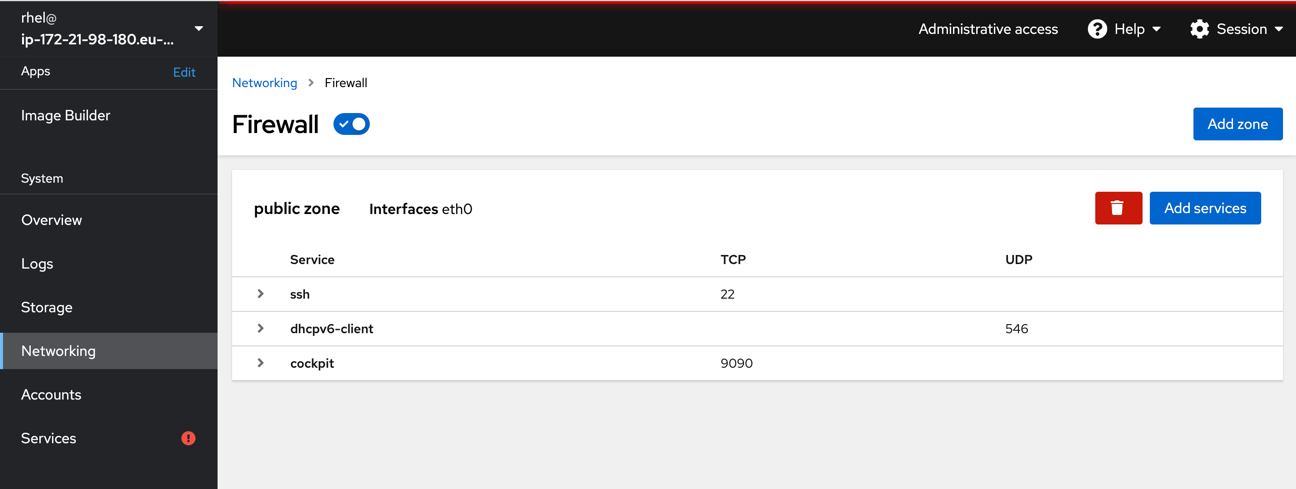 rhel@
ip-172-21-98-180.eu-...
Administrative access
Help
Session
Apps
Edit
Image Builder
System
Overview
Logs
Storage
Networking
Accounts
Services
Networking > Firewall
Firewall
Add zone
public zone Interfaces eth0
Add services
Service TCP UDP
ssh 22
dhcpv6-client 546
cockpit 9090